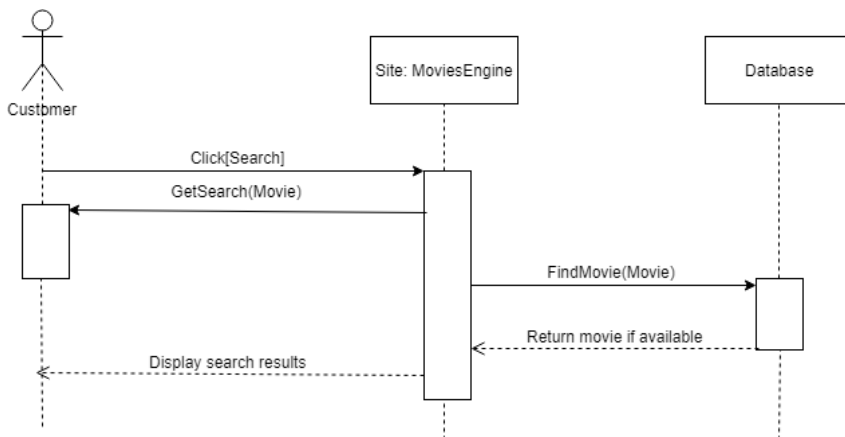 Site: MoviesEngine
Database
Customer
Click[Search]
GetSearch(Movie)
FindMovie(Movie)
Return movie if available
Display search results